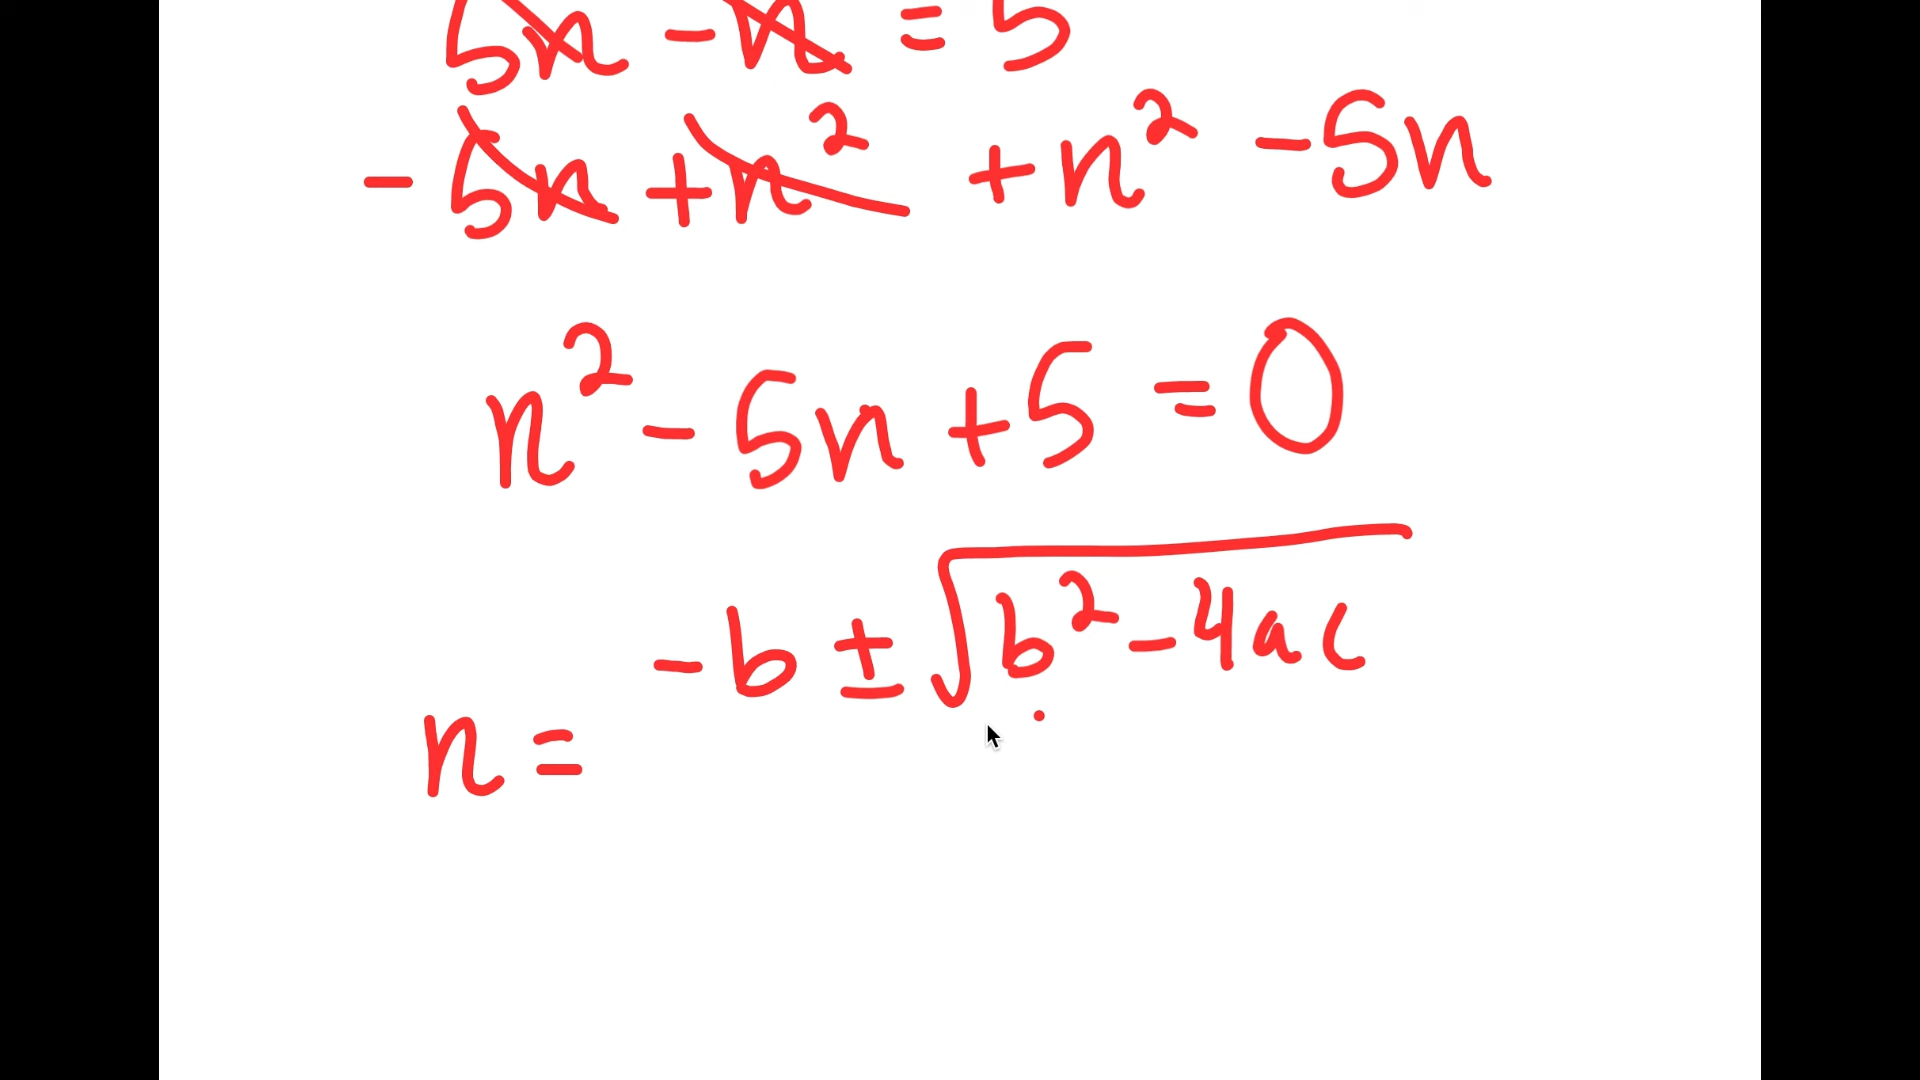 5n - n = 5
- 5n + n² + n² - 5n
n² - 5n + 5 = 0
n = -b ± √b² - 4ac